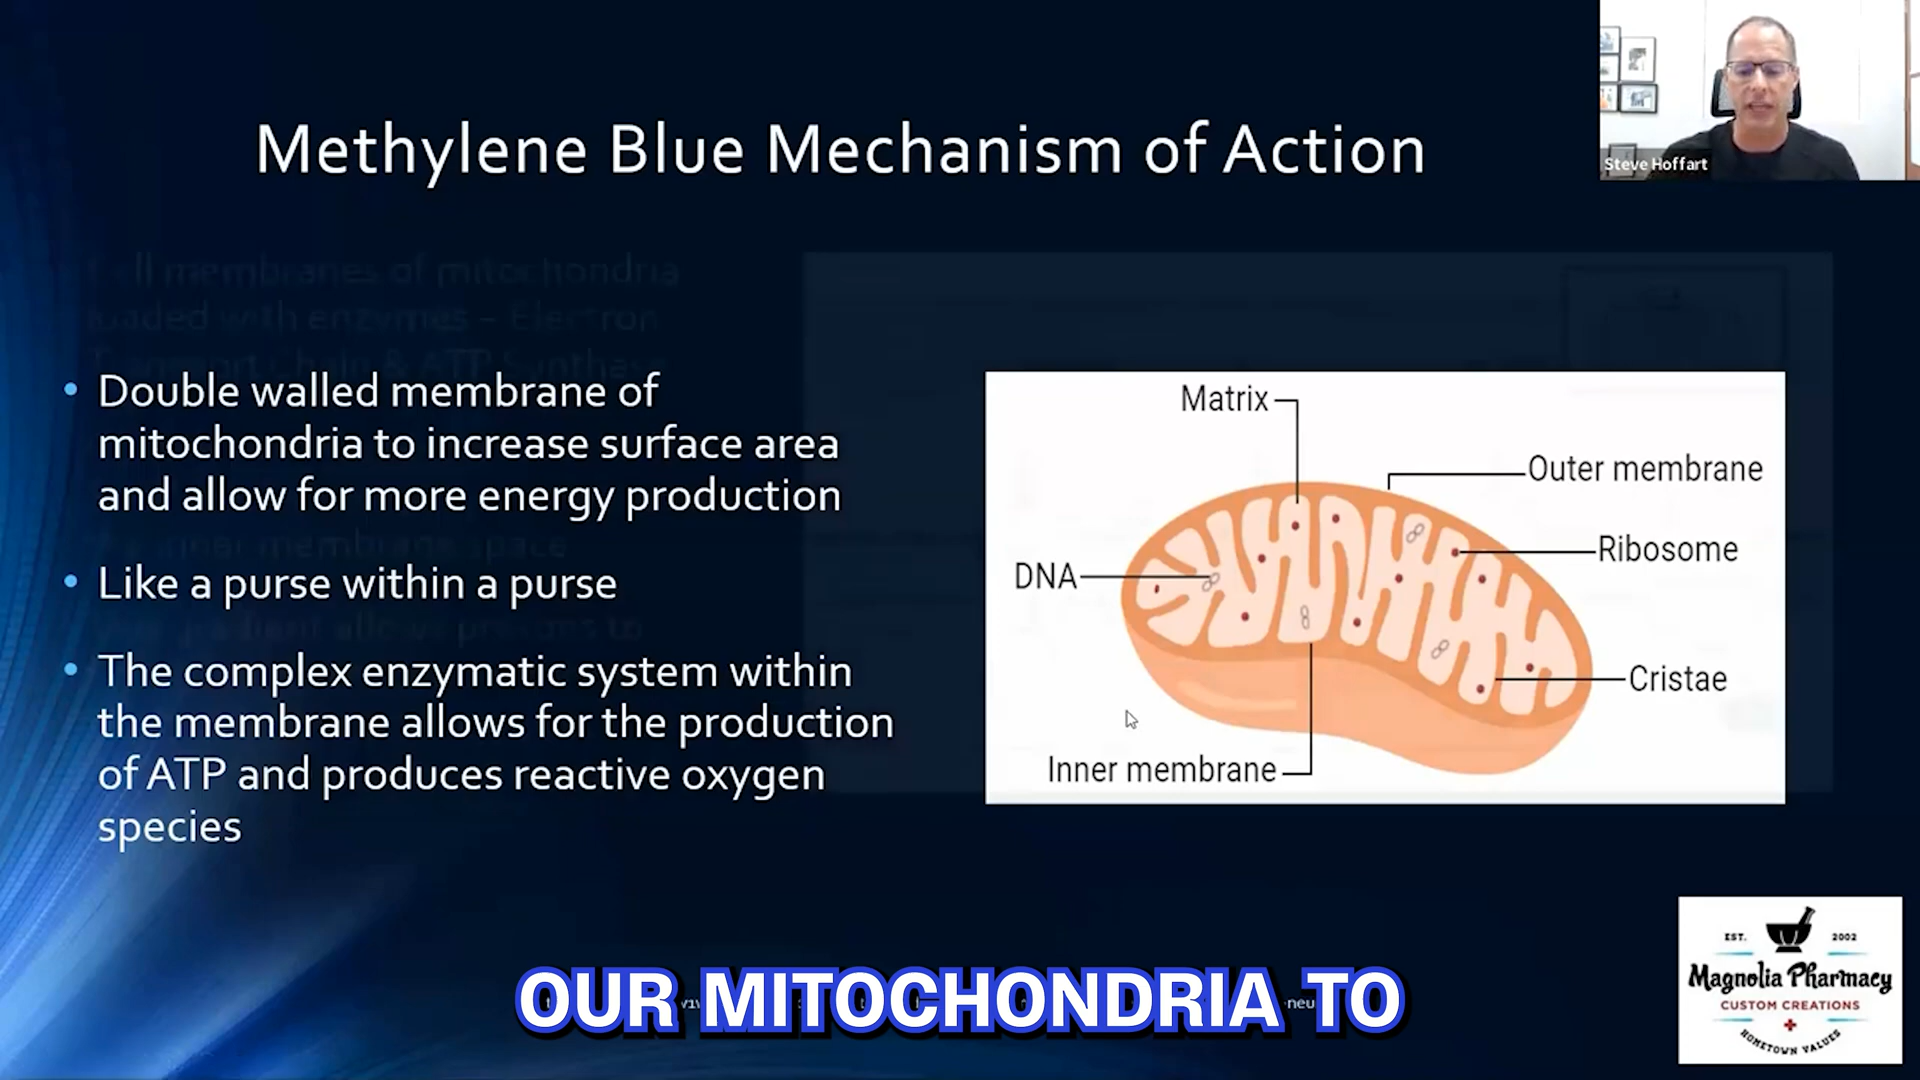 Methylene Blue Mechanism of Action
Steve Hoffart
• Double walled membrane of
mitochondria to increase surface area
and allow for more energy production
• Like a purse within a purse
• The complex enzymatic system within
the membrane allows for the production
of ATP and produces reactive oxygen
species
Matrix
Outer membrane
Ribosome
DNA
Cristae
Inner membrane
EST. 2002
Magnolia Pharmacy
CUSTOM CREATIONS
HOMETOWN VALUES
OUR MITOCHONDRIA TO